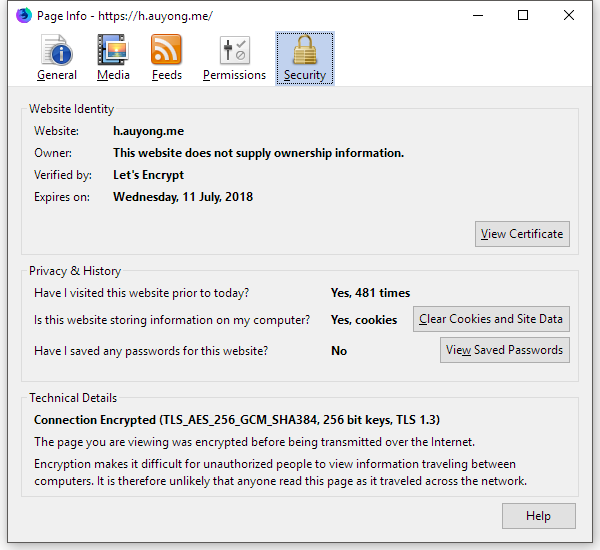 Page Info - https://h.auyong.me/
General Media Feeds Permissions Security
Website Identity
Website: h.auyong.me
Owner: This website does not supply ownership information.
Verified by: Let's Encrypt
Expires on: Wednesday, 11 July, 2018
View Certificate
Privacy & History
Have I visited this website prior to today? Yes, 481 times
Is this website storing information on my computer? Yes, cookies Clear Cookies and Site Data
Have I saved any passwords for this website? No View Saved Passwords
Technical Details
Connection Encrypted (TLS_AES_256_GCM_SHA384, 256 bit keys, TLS 1.3)
The page you are viewing was encrypted before being transmitted over the Internet.
Encryption makes it difficult for unauthorized people to view information traveling between
computers. It is therefore unlikely that anyone read this page as it traveled across the network.
Help